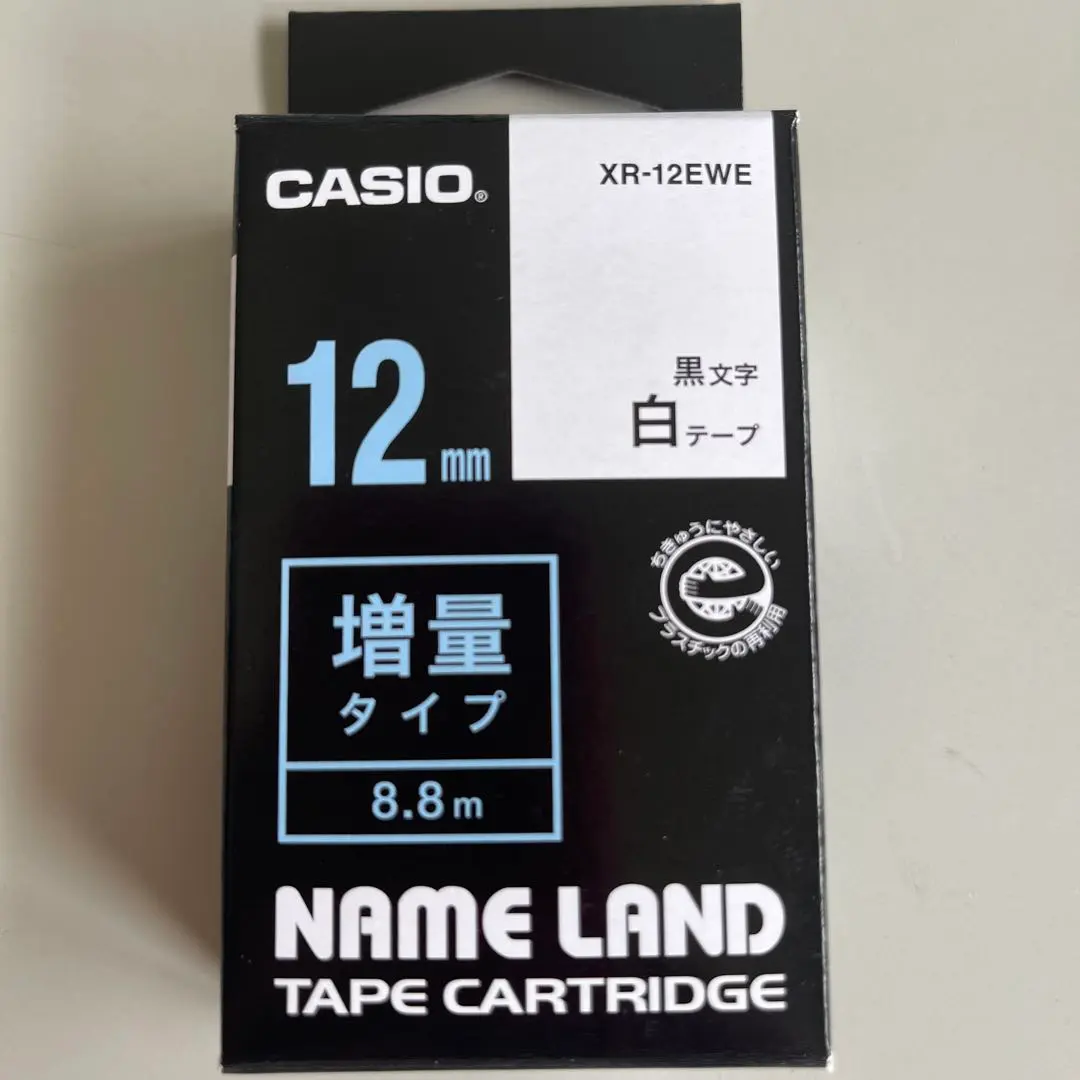 CASIO®
XR-12EWE
12mm
黒文字
白テープ
ちきゅうにやさしい
プラスチックの再利用
増量
タイプ
8.8m
NAME LAND
TAPE CARTRIDGE